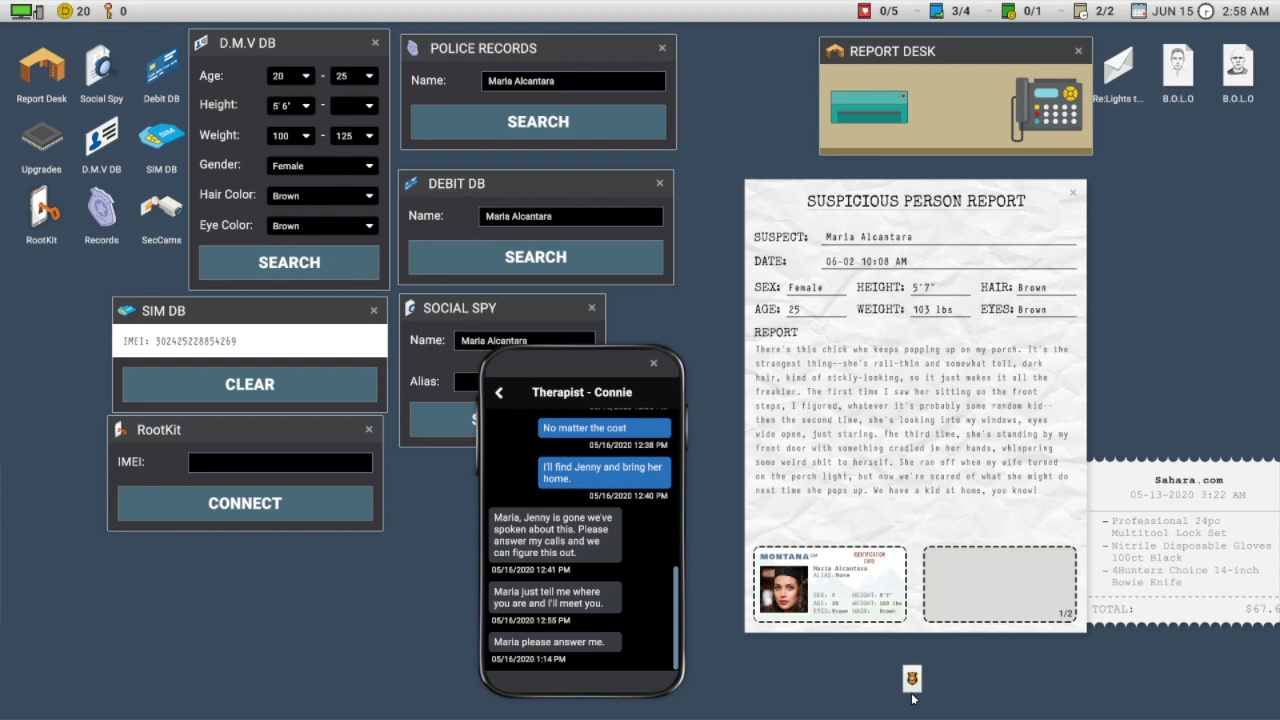 20
0
0/5
3/4
0/1
2/2
JUN 15
2:58 AM
Report Desk
Social Spy
Debit DB
Upgrades
D.M.V DB
SIM DB
RootKit
Records
SecCams
D.M.V DB
Age: 20 - 25
Height: 5' 6" -
Weight: 100 - 125
Gender: Female
Hair Color: Brown
Eye Color: Brown
SEARCH
POLICE RECORDS
Name: Maria Alcantara
SEARCH
DEBIT DB
Name: Maria Alcantara
SEARCH
SIM DB
IMEI: 302425228854269
CLEAR
RootKit
IMEI:
CONNECT
SOCIAL SPY
Name: Maria Alcantara
Alias:
S
Therapist - Connie
No matter the cost
05/16/2020 12:38 PM
I'll find Jenny and bring her
home.
05/16/2020 12:40 PM
Maria, Jenny is gone we've
spoken about this. Please
answer my calls and we
can figure this out.
05/16/2020 12:41 PM
Maria just tell me where
you are and I'll meet you.
05/16/2020 12:55 PM
Maria please answer me.
05/16/2020 1:14 PM
REPORT DESK
Re:Lights t...
B.O.L.O
B.O.L.O
SUSPICIOUS PERSON REPORT
SUSPECT: Maria Alcantara
DATE: 06-02 10:08 AM
SEX: Female HEIGHT: 5'7" HAIR: Brown
AGE: 25 WEIGHT: 103 lbs EYES: Brown
REPORT
There's this chick who keeps popping up on my porch. It's the
strangest thing--she's rail-thin and somewhat tall, dark
hair, kind of sickly-looking, so it just makes it all the
freakier. The first time I saw her sitting on the front
steps, I figured, whatever it's probably some random kid--
then the second time, she's looking into my windows, eyes
wide open, just staring. The third time, she's standing by my
front door with something cradled in her hands, whispering
some weird shit to herself. She ran off when my wife turned
on the porch light, but now we're scared of what she might do
next time she pops up. We have a kid at home, you know!
MONTANA USA IDENTIFICATION
CARD
Maria Alcantara
ALIAS: None
SEX: F HEIGHT: 5'7"
AGE: 25 WEIGHT: 103 lbs
EYES: Brown HAIR: Brown
1/2
Sahara.com
05-13-2020 3:22 AM
— Professional 24pc
Multitool Lock Set
— Nitrile Disposable Gloves
100ct Black
— 4Hunterz Choice 14-inch
Bowie Knife
TOTAL: $67.6